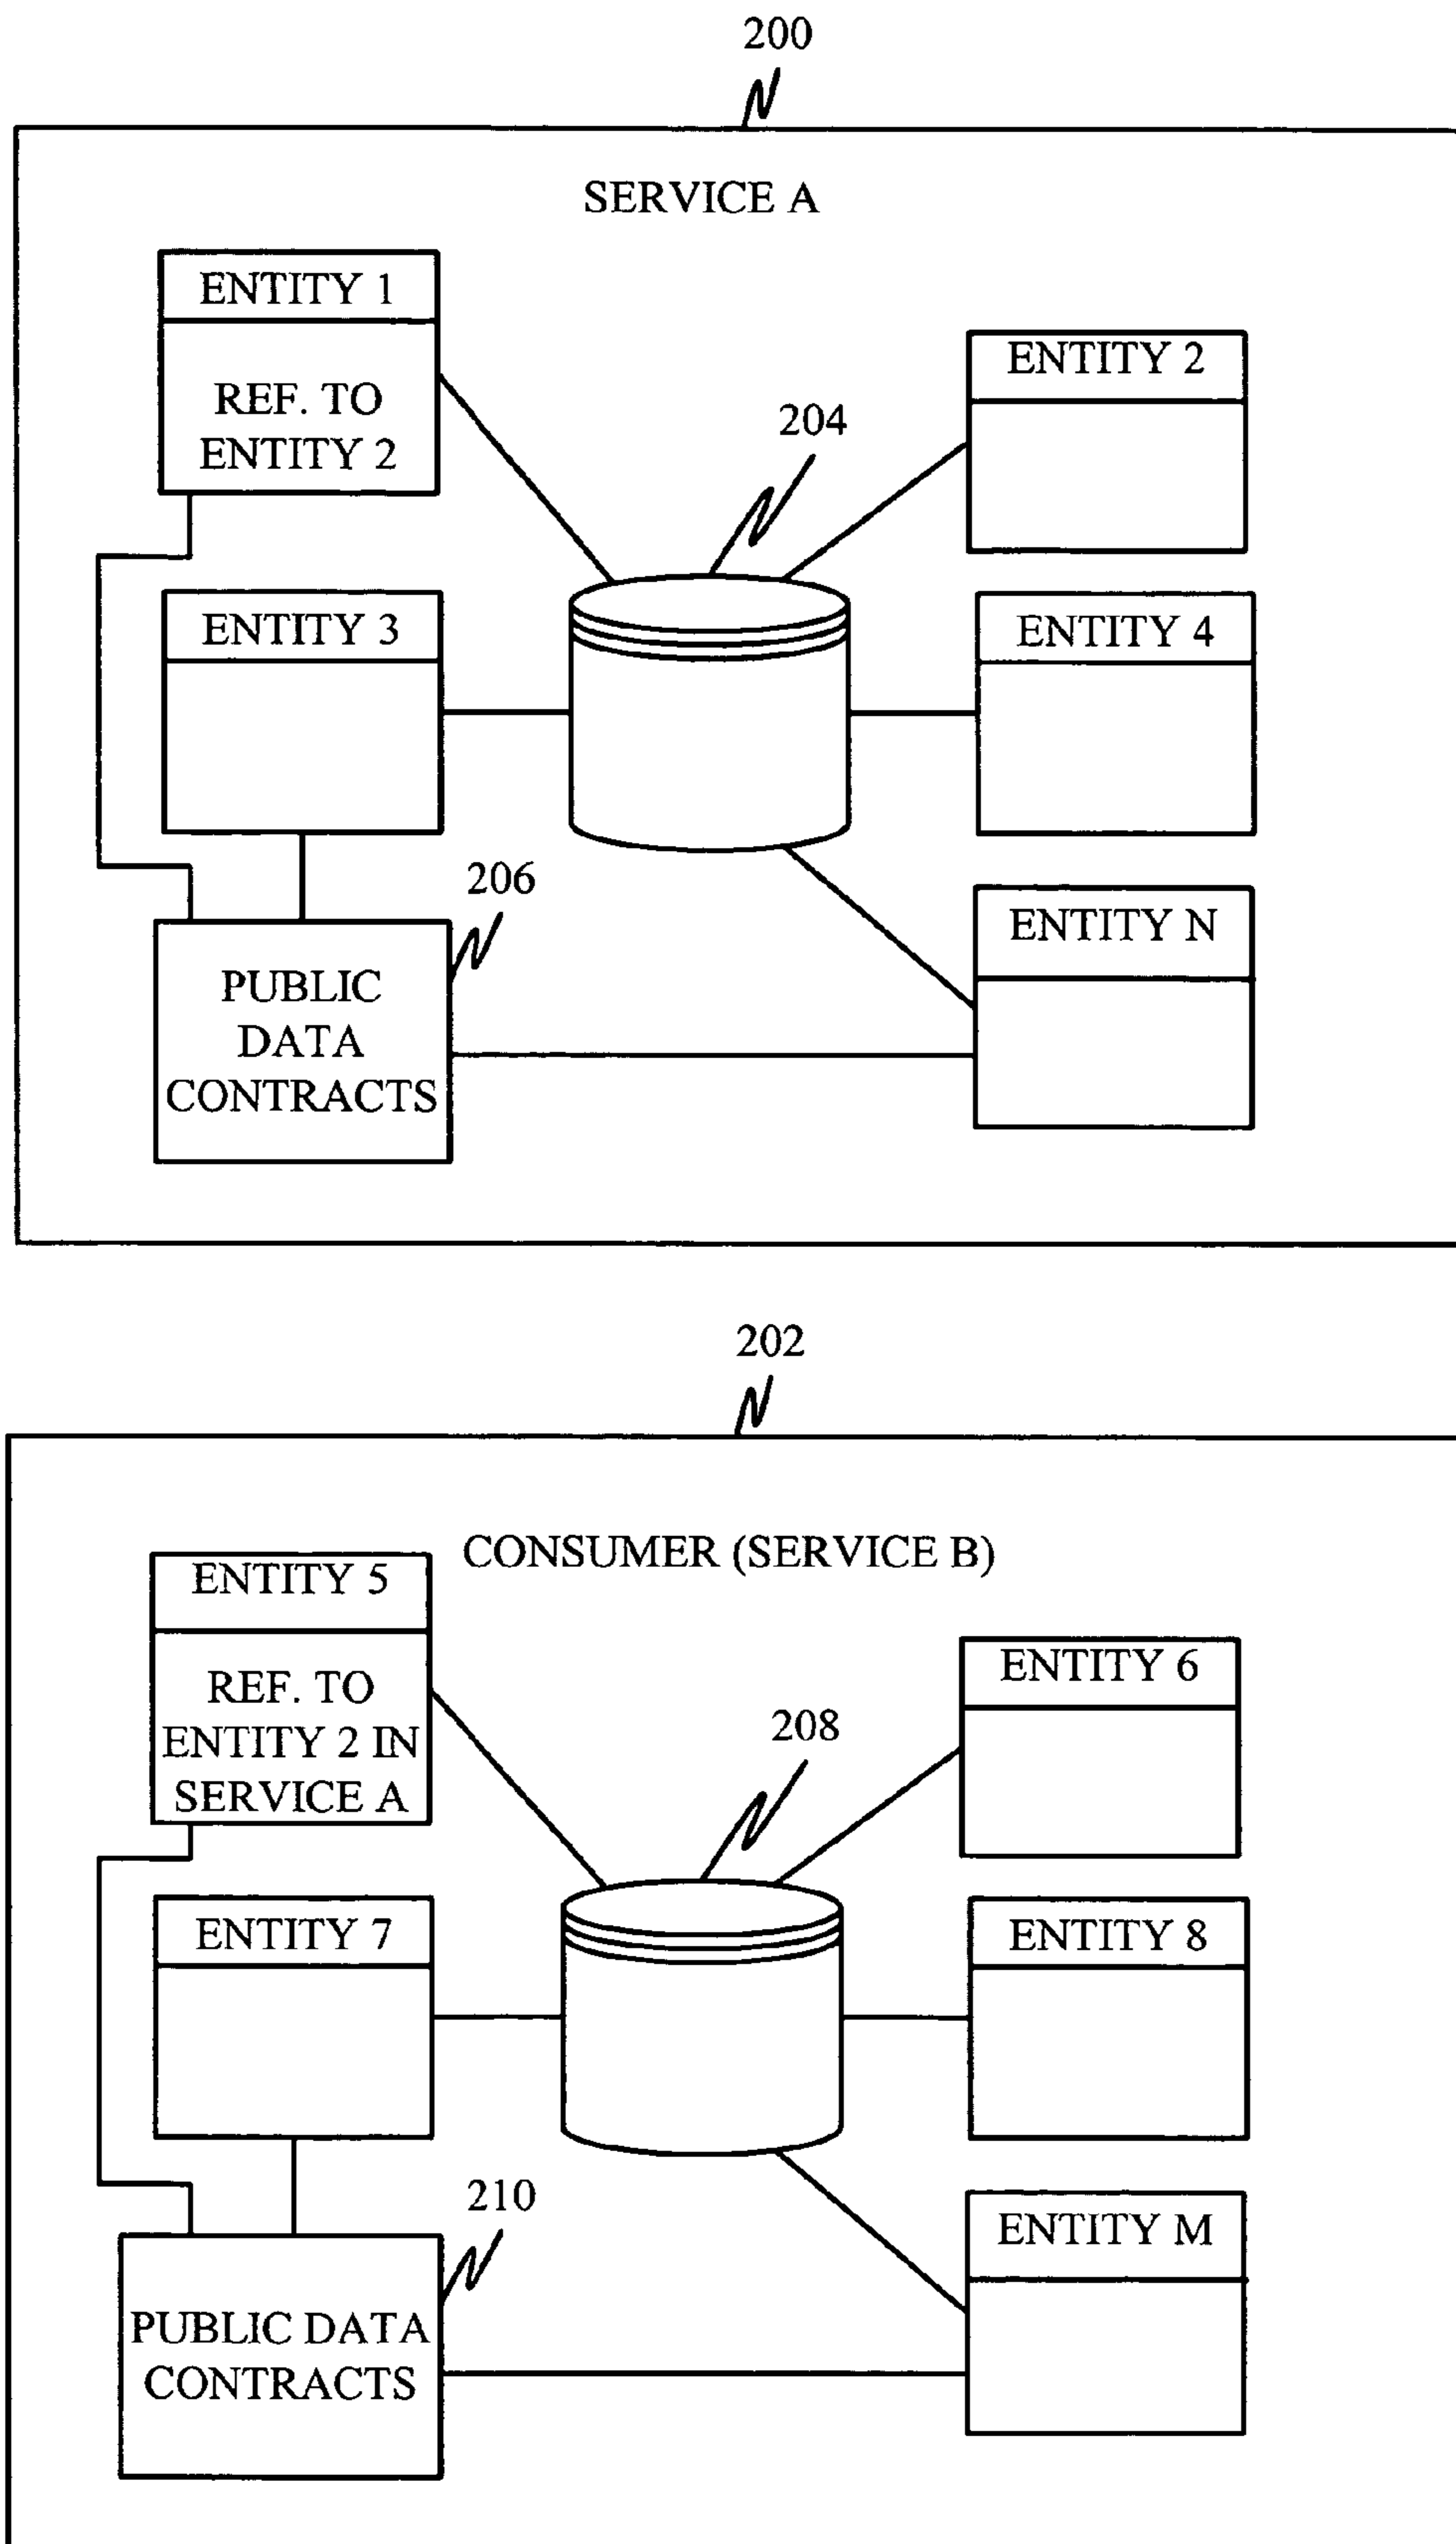 200
SERVICE A
ENTITY 1
REF. TO
ENTITY 2
ENTITY 2
204
ENTITY 3
ENTITY 4
206
PUBLIC
DATA
CONTRACTS
ENTITY N
202
CONSUMER (SERVICE B)
ENTITY 5
REF. TO
ENTITY 2 IN
SERVICE A
ENTITY 6
208
ENTITY 7
ENTITY 8
210
PUBLIC DATA
CONTRACTS
ENTITY M